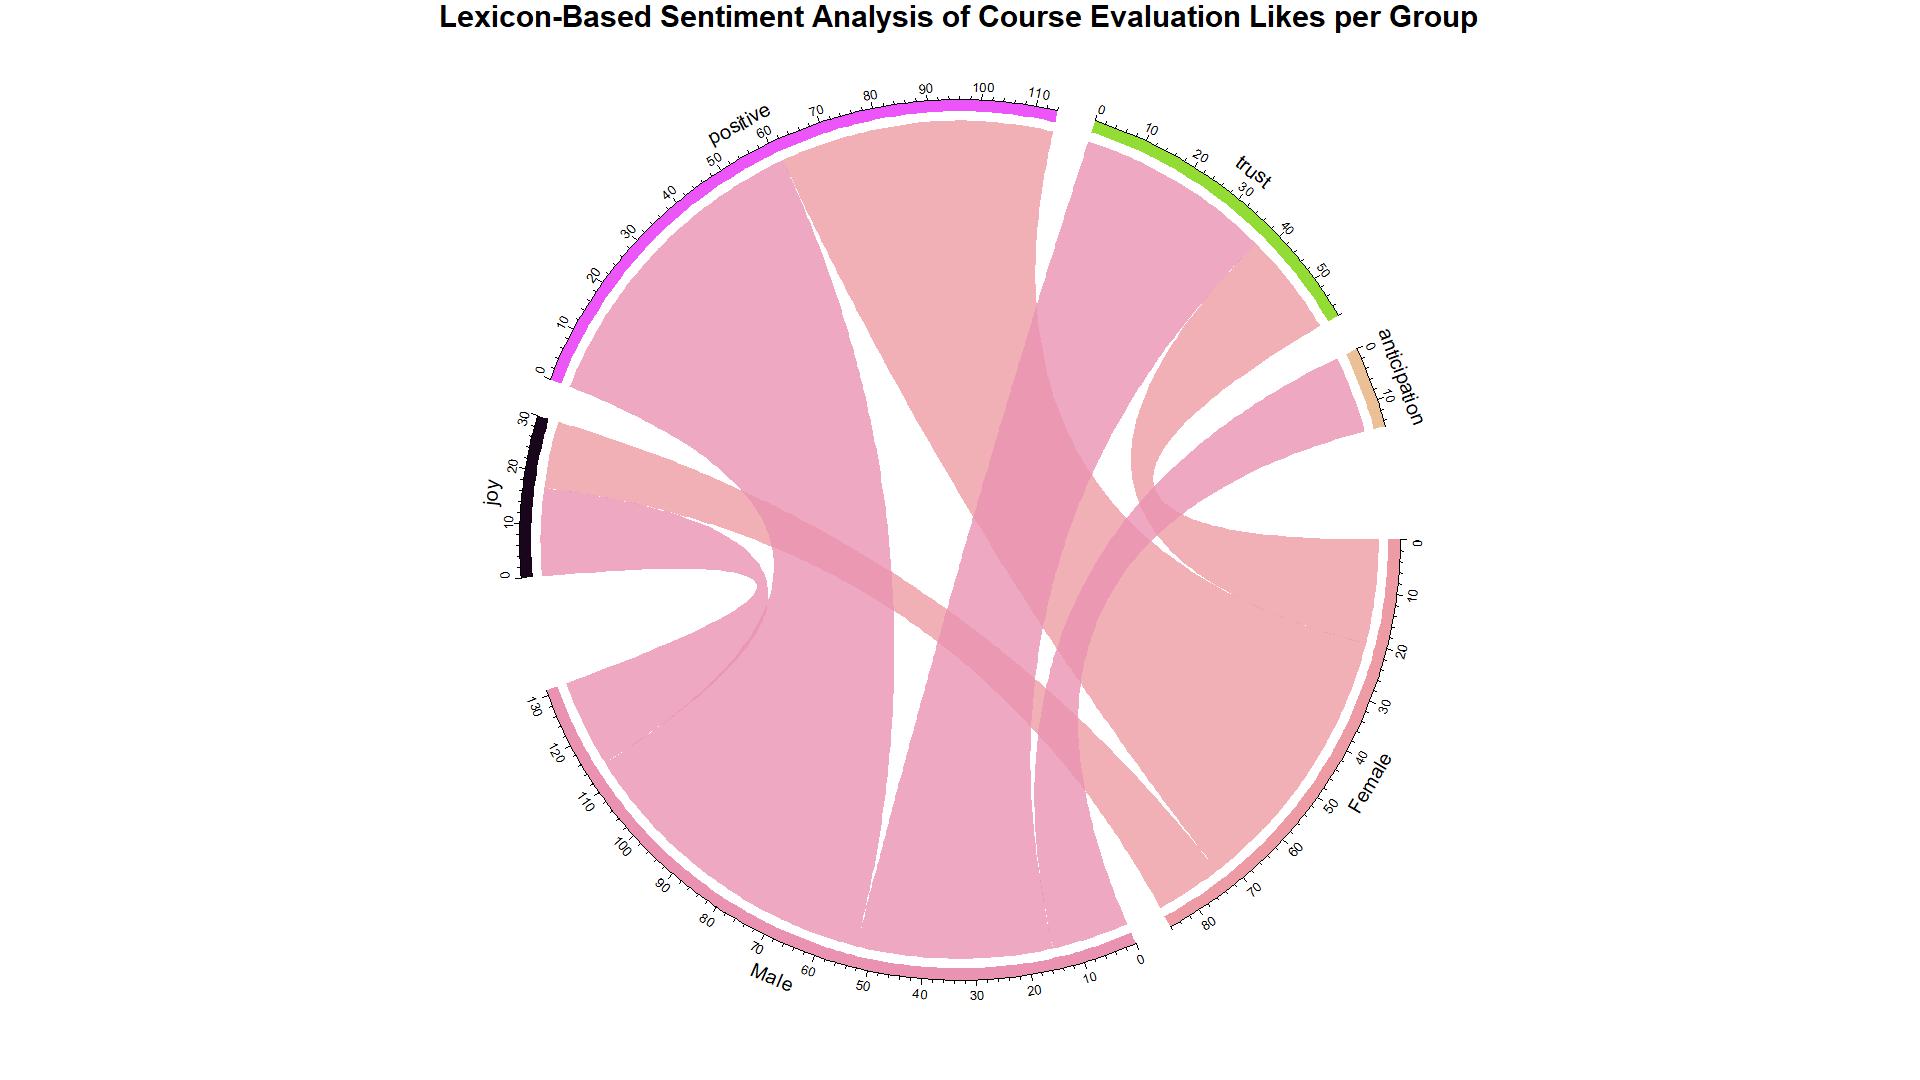 Lexicon-Based Sentiment Analysis of Course Evaluation Likes per Group
positive
0 10 20 30 40 50 60 70 80 90 100 110
trust
0 10 20 30 40 50
anticipation
0 10
Female
0 10 20 30 40 50 60 70 80
Male
0 10 20 30 40 50 60 70 80 90 100 110 120 130
joy
0 10 20 30